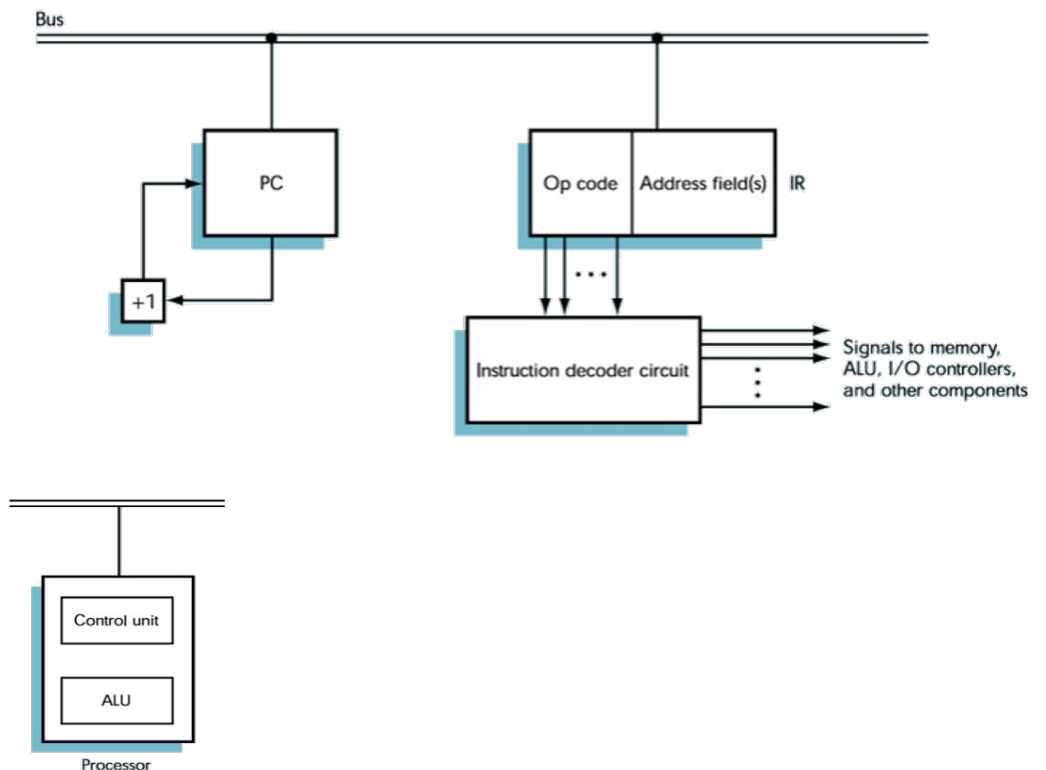 Bus
PC
Op code
Address field(s)
IR
+1
Instruction decoder circuit
Signals to memory,
ALU, I/O controllers,
and other components
Control unit
ALU
Processor